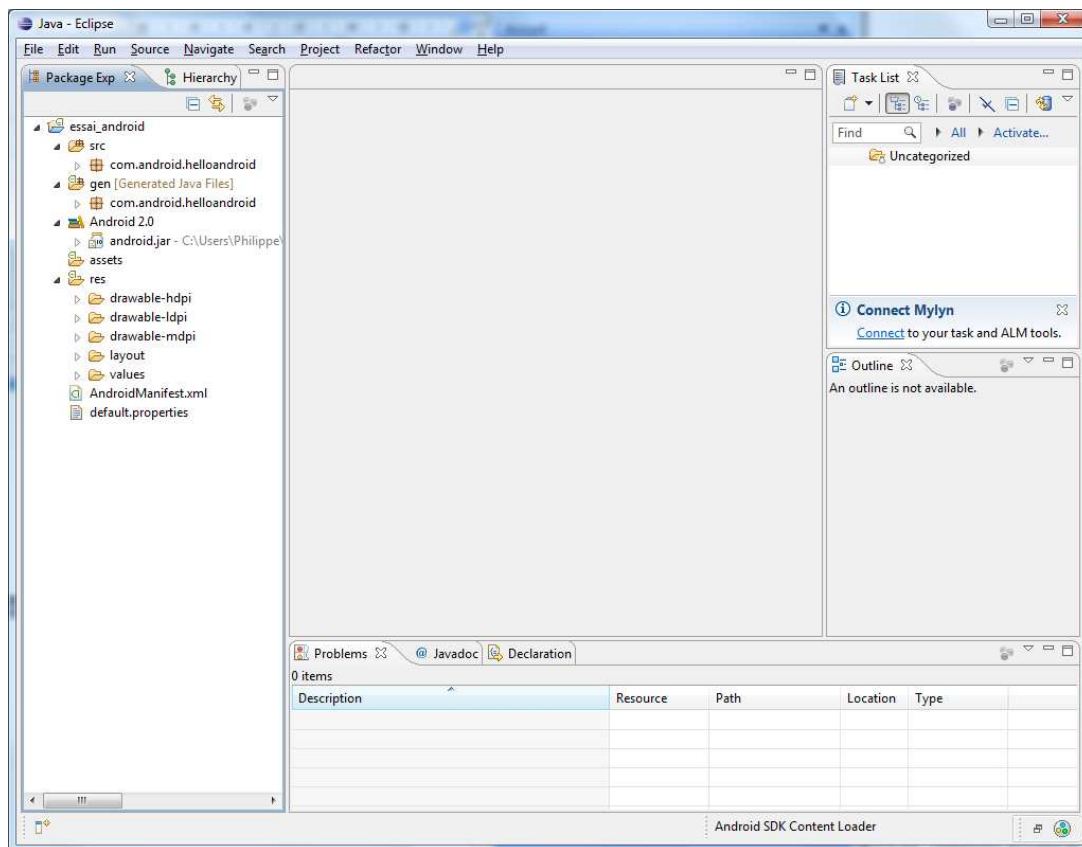 Java - Eclipse
File Edit Run Source Navigate Search Project Refactor Window Help
Package Exp Hierarchy
essai_android
src
com.android.helloandroid
gen [Generated Java Files]
com.android.helloandroid
Android 2.0
android.jar - C:\Users\Philippe\
assets
res
drawable-hdpi
drawable-ldpi
drawable-mdpi
layout
values
AndroidManifest.xml
default.properties
Task List
Find All Activate...
Uncategorized
Connect Mylyn
Connect to your task and ALM tools.
Outline
An outline is not available.
Problems @ Javadoc Declaration
0 items
Description Resource Path Location Type
Android SDK Content Loader